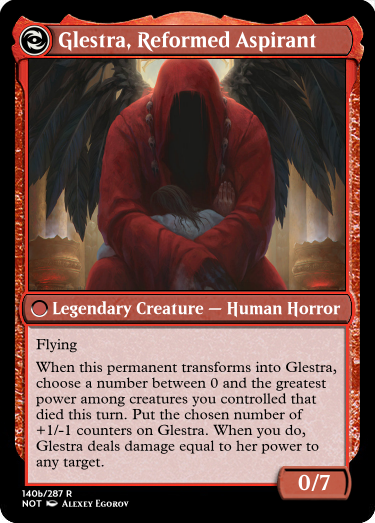 Glestra, Reformed Aspirant
Legendary Creature — Human Horror
Flying
When this permanent transforms into Glestra,
choose a number between 0 and the greatest
power among creatures you controlled that
died this turn. Put the chosen number of
+1/-1 counters on Glestra. When you do,
Glestra deals damage equal to her power to
any target.
0/7
140b/287 R
NOT Alexey Egorov